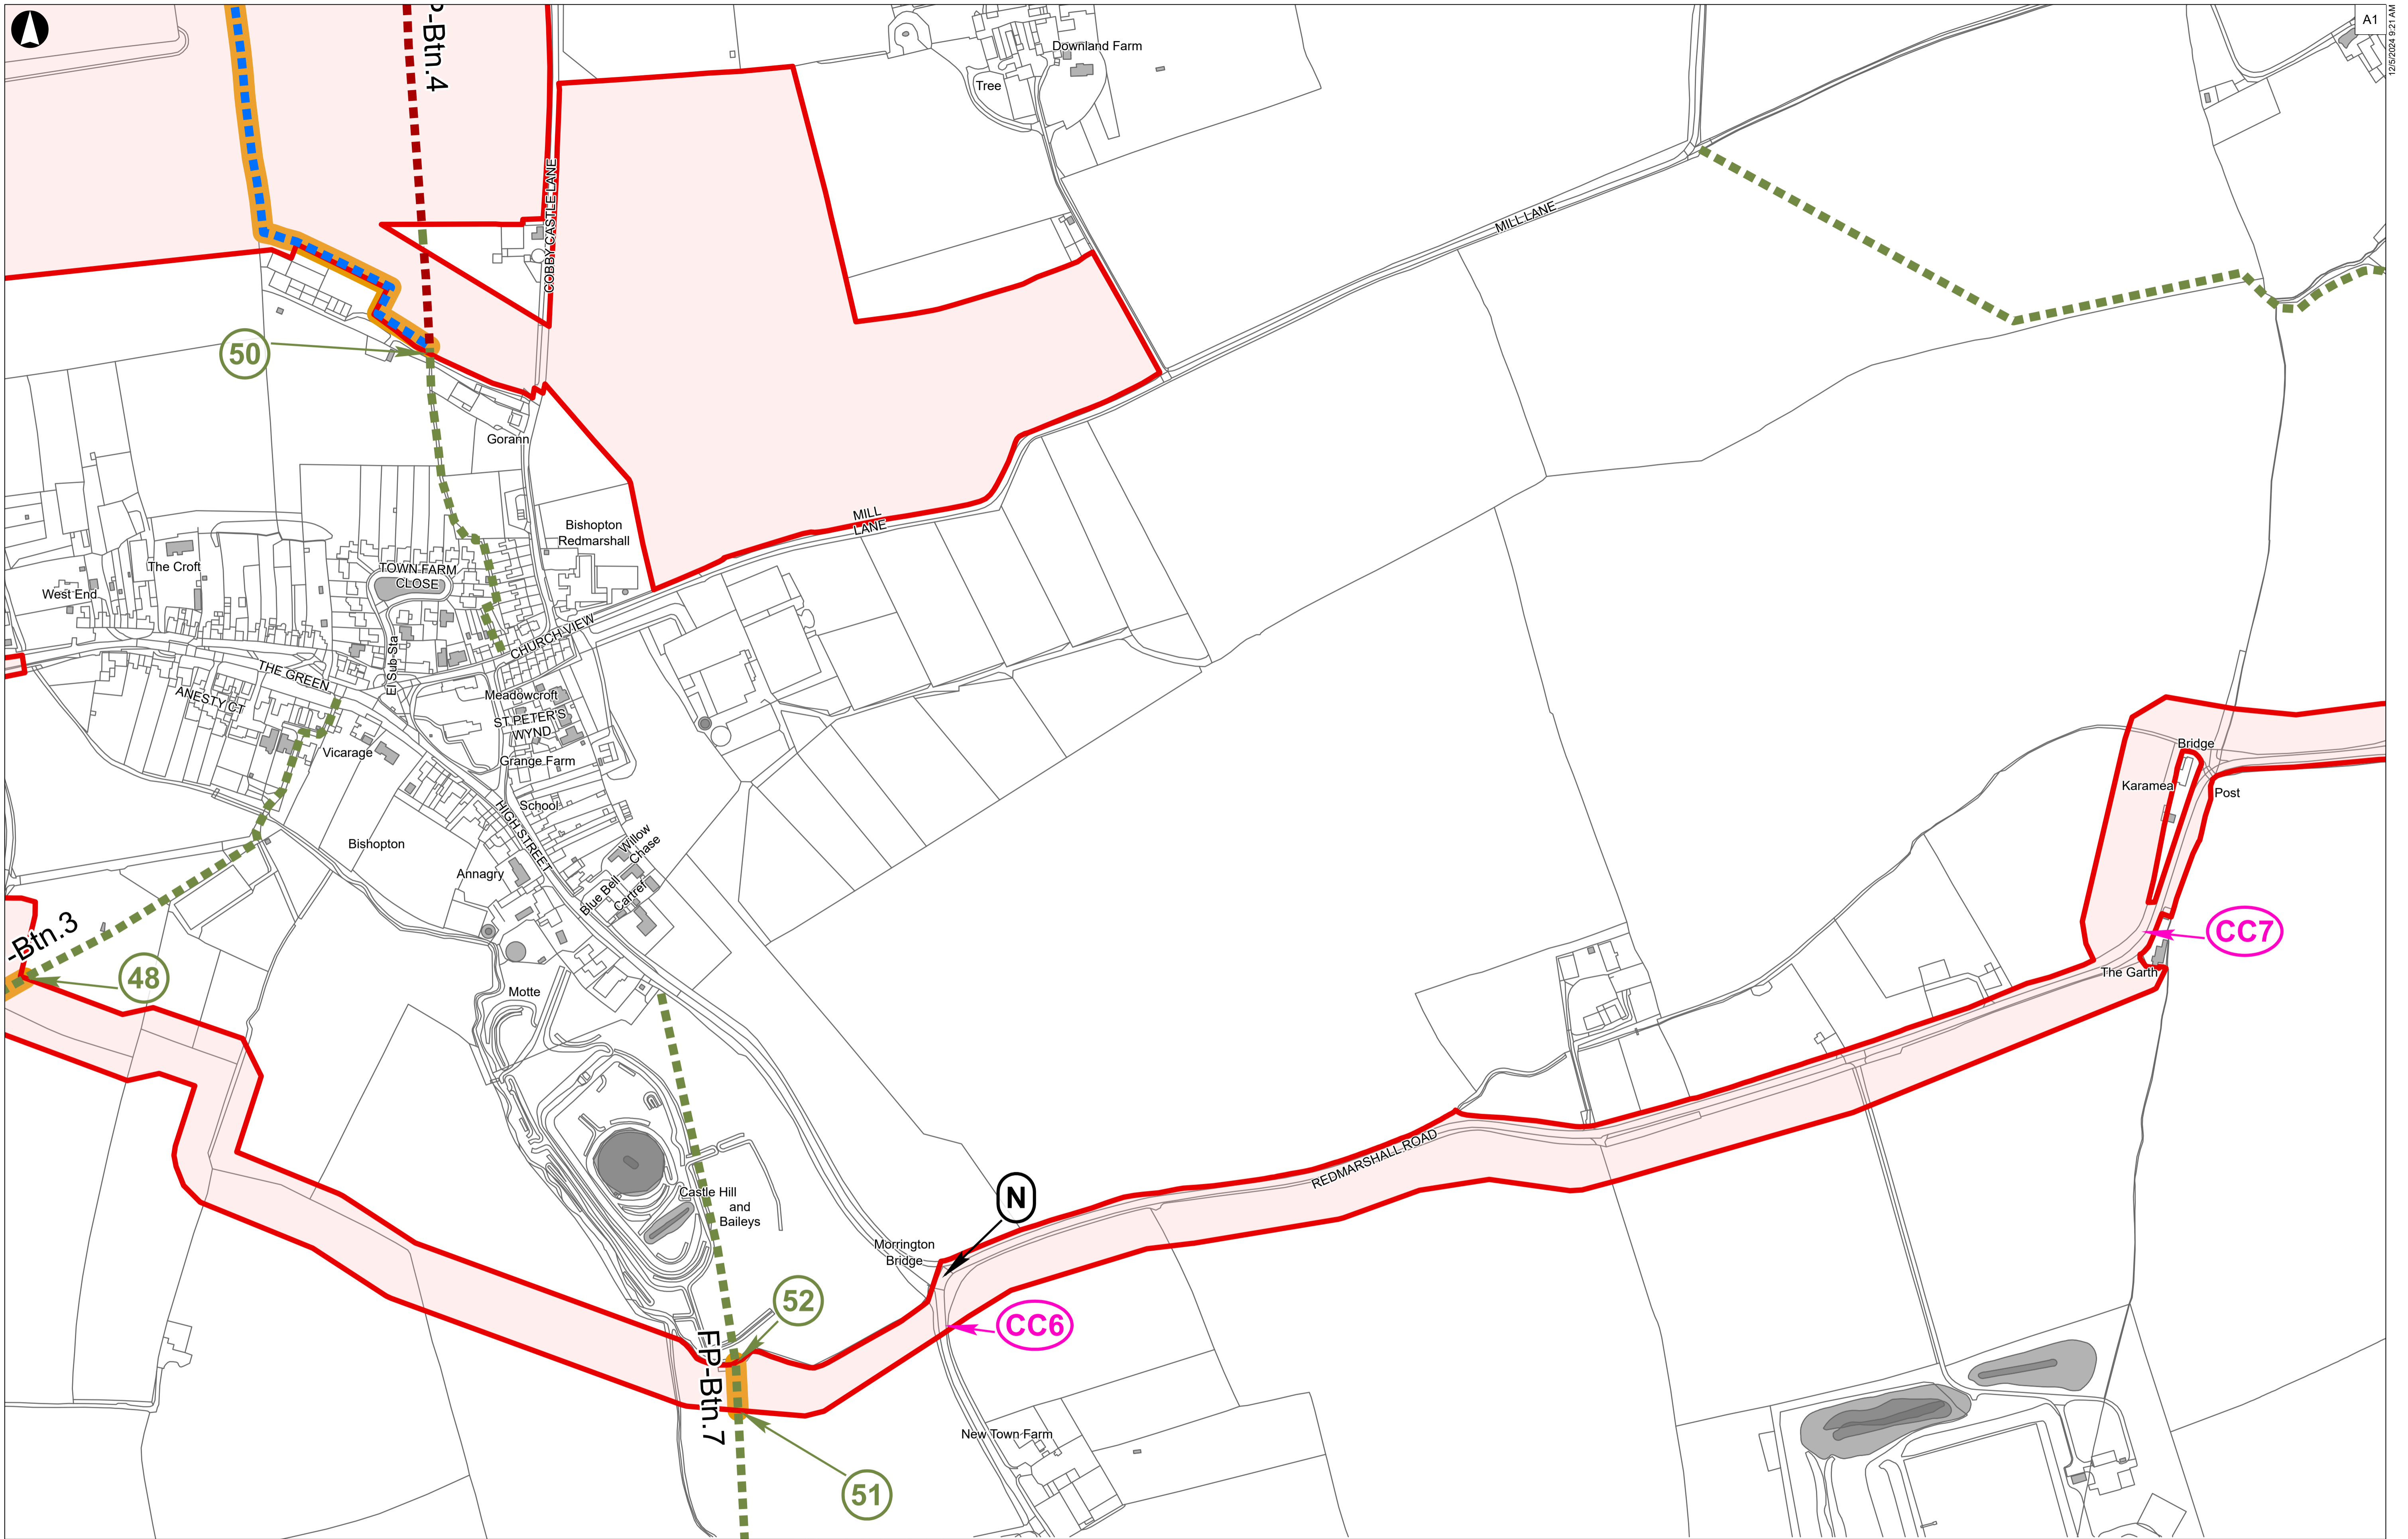 A1
12/5/2024 9:21 AM
P-Btn.4
Downland Farm
Tree
COBBY CASTLE LANE
MILL LANE
50
Gorann
MILL
LANE
Bishopton
Redmarshall
The Croft
TOWN FARM
CLOSE
West End
CHURCH VIEW
El Sub Sta
THE GREEN
ANESTY CT
Meadowcroft
ST PETER'S
WYND
Vicarage
Grange Farm
Bridge
Karamea
Post
School
HIGH STREET
Bishopton
Willow
Chase
Annagry
Blue Bell
Cartref
-Btn.3
CC7
48
The Garth
Motte
REDMARSHALL ROAD
Castle Hill
and
Baileys
N
Morrington
Bridge
52
CC6
FP-Btn.7
New Town Farm
51